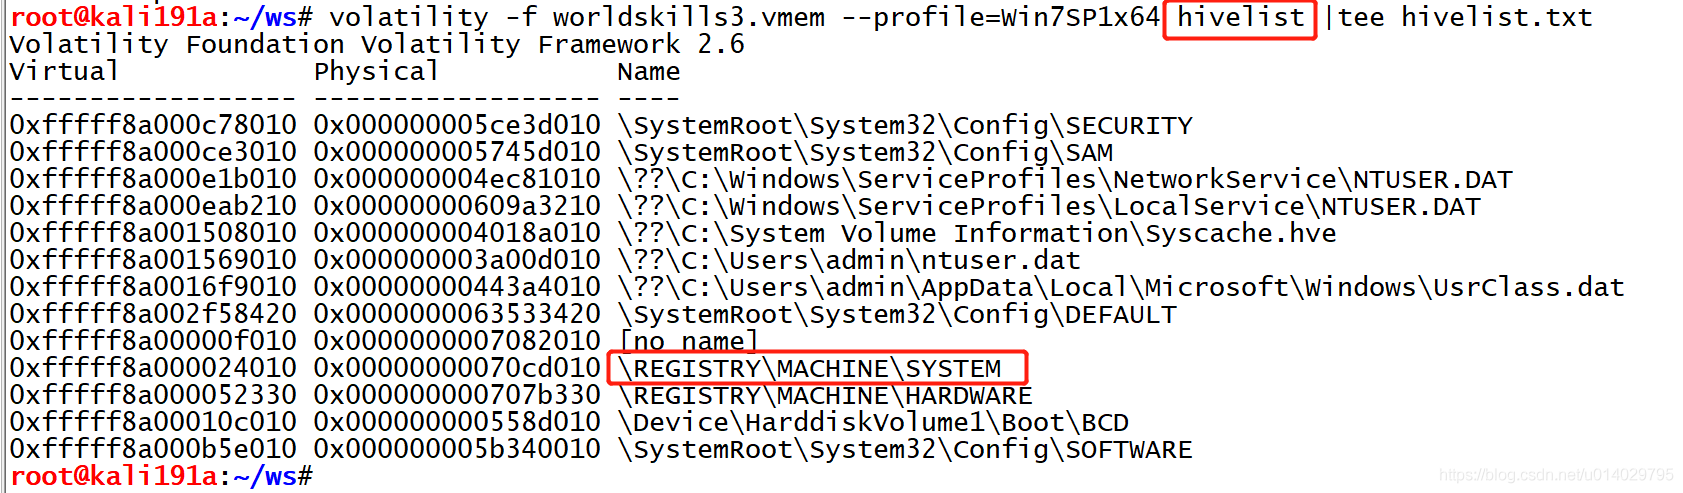 root@kali191a:~/ws# volatility -f worldskills3.vmem --profile=Win7SP1x64 hivelist |tee hivelist.txt
Volatility Foundation Volatility Framework 2.6
Virtual            Physical           Name
------------------ ------------------ ----
0xfffff8a000c78010 0x000000005ce3d010 \SystemRoot\System32\Config\SECURITY
0xfffff8a000ce3010 0x000000005745d010 \SystemRoot\System32\Config\SAM
0xfffff8a000e1b010 0x000000004ec81010 \??\C:\Windows\ServiceProfiles\NetworkService\NTUSER.DAT
0xfffff8a000eab210 0x00000000609a3210 \??\C:\Windows\ServiceProfiles\LocalService\NTUSER.DAT
0xfffff8a001508010 0x000000004018a010 \??\C:\System Volume Information\Syscache.hve
0xfffff8a001569010 0x000000003a00d010 \??\C:\Users\admin\ntuser.dat
0xfffff8a0016f9010 0x00000000443a4010 \??\C:\Users\admin\AppData\Local\Microsoft\Windows\UsrClass.dat
0xfffff8a002f58420 0x0000000063533420 \SystemRoot\System32\Config\DEFAULT
0xfffff8a00000f010 0x0000000007082010 [no name]
0xfffff8a000024010 0x00000000070cd010 \REGISTRY\MACHINE\SYSTEM
0xfffff8a000052330 0x000000000707b330 \REGISTRY\MACHINE\HARDWARE
0xfffff8a00010c010 0x000000000558d010 \Device\HarddiskVolume1\Boot\BCD
0xfffff8a000b5e010 0x000000005b340010 \SystemRoot\System32\Config\SOFTWARE
root@kali191a:~/ws#
https://blog.csdn.net/u014029795